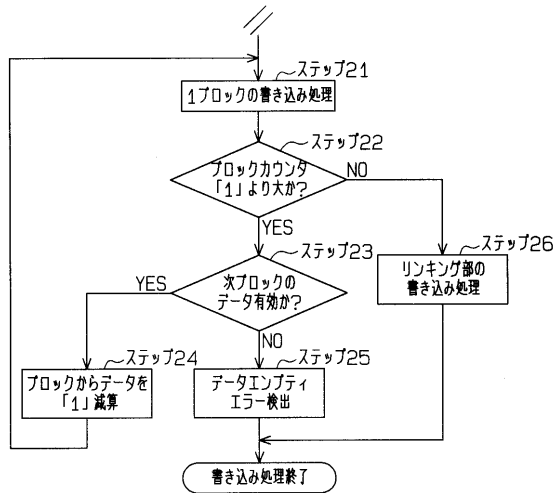 ステップ21
1ブロックの書き込み処理
ステップ22
ブロックカウンタ
「1」より大か?
NO
YES
ステップ23
次ブロックの
データ有効か?
YES
NO
ステップ26
リンキング部の
書き込み処理
ステップ24
ブロックからデータを
「1」減算
ステップ25
データエンプティ
エラー検出
書き込み処理終了